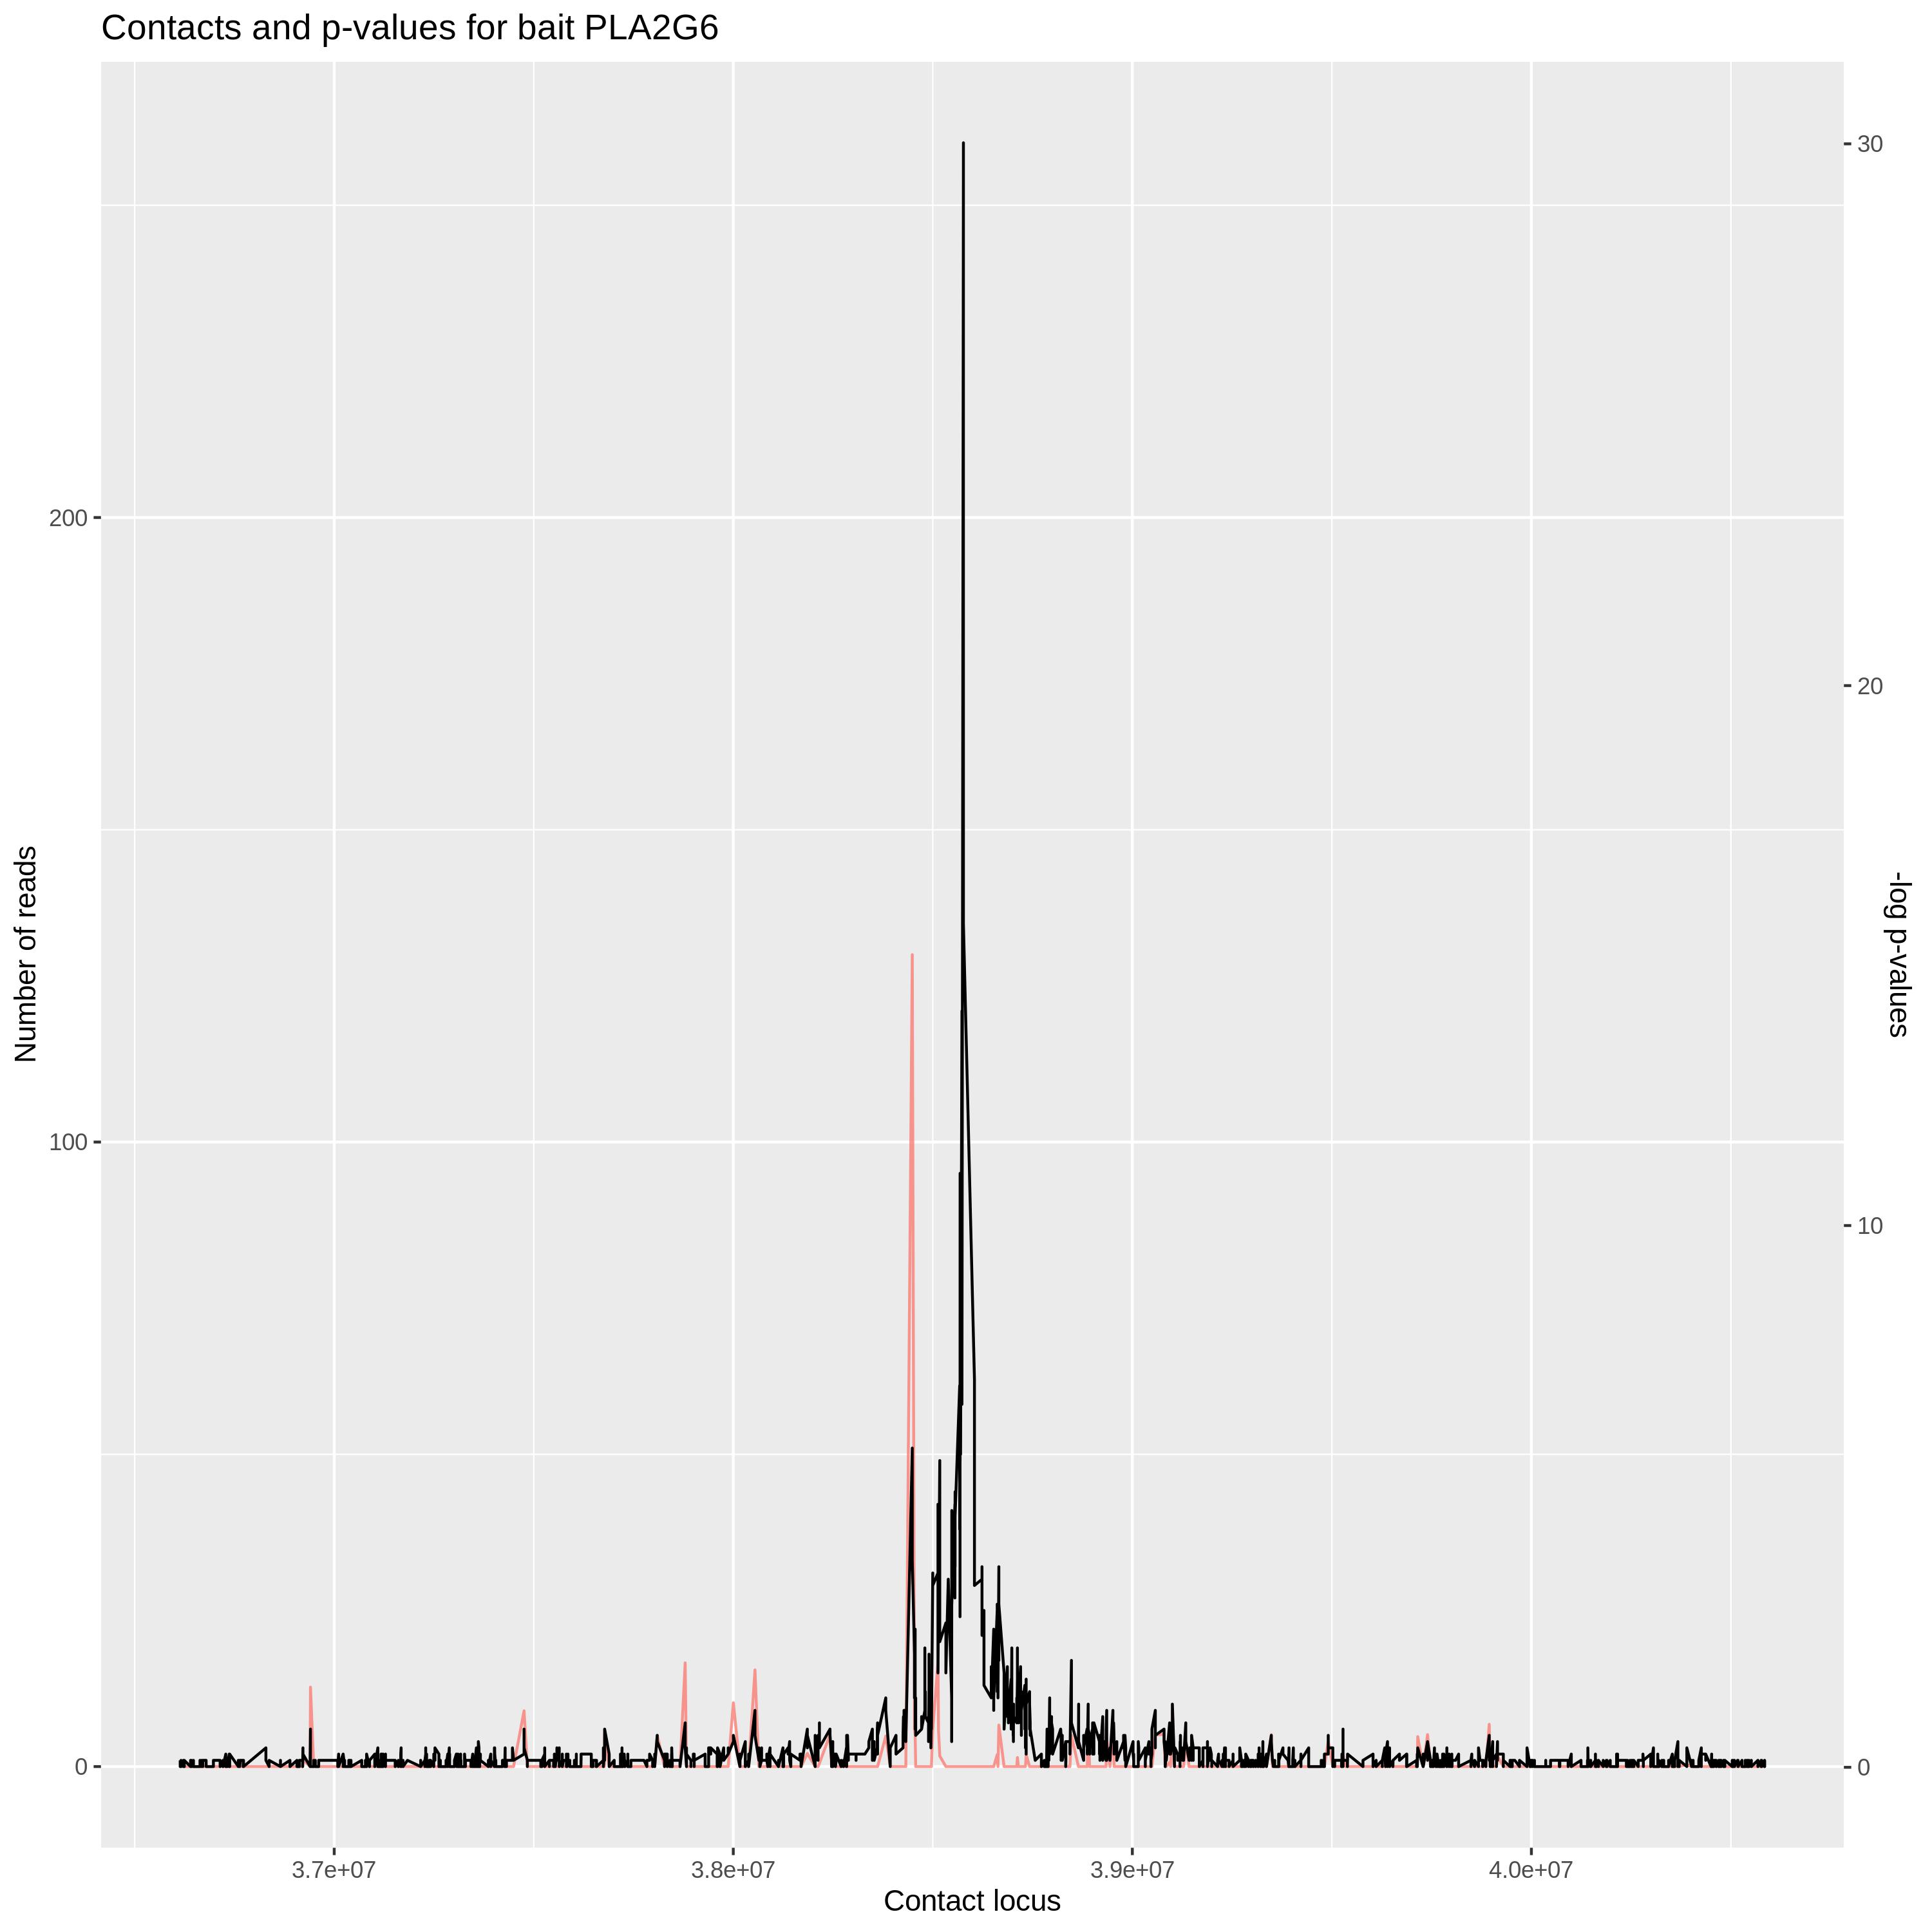 Contacts and p-values for bait PLA2G6
30
200
20
Number of reads
-log p-values
100
10
0
0
3.7e+07
3.8e+07
3.9e+07
4.0e+07
Contact locus